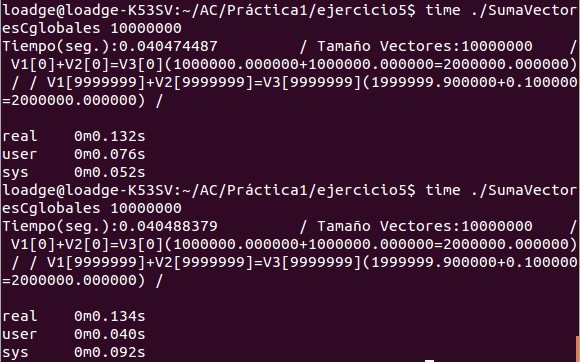 loadge@loadge-K53SV:~/AC/Práctica1/ejercicio5$ time ./SumaVector
esCglobales 10000000
Tiempo(seg.):0.040474487 / Tamaño Vectores:10000000 /
V1[0]+V2[0]=V3[0](1000000.000000+1000000.000000=2000000.000000)
/ / V1[9999999]+V2[9999999]=V3[9999999](1999999.900000+0.100000
=2000000.000000) /
real 0m0.132s
user 0m0.076s
sys 0m0.052s
loadge@loadge-K53SV:~/AC/Práctica1/ejercicio5$ time ./SumaVector
esCglobales 10000000
Tiempo(seg.):0.040488379 / Tamaño Vectores:10000000 /
V1[0]+V2[0]=V3[0](1000000.000000+1000000.000000=2000000.000000)
/ / V1[9999999]+V2[9999999]=V3[9999999](1999999.900000+0.100000
=2000000.000000) /
real 0m0.134s
user 0m0.040s
sys 0m0.092s